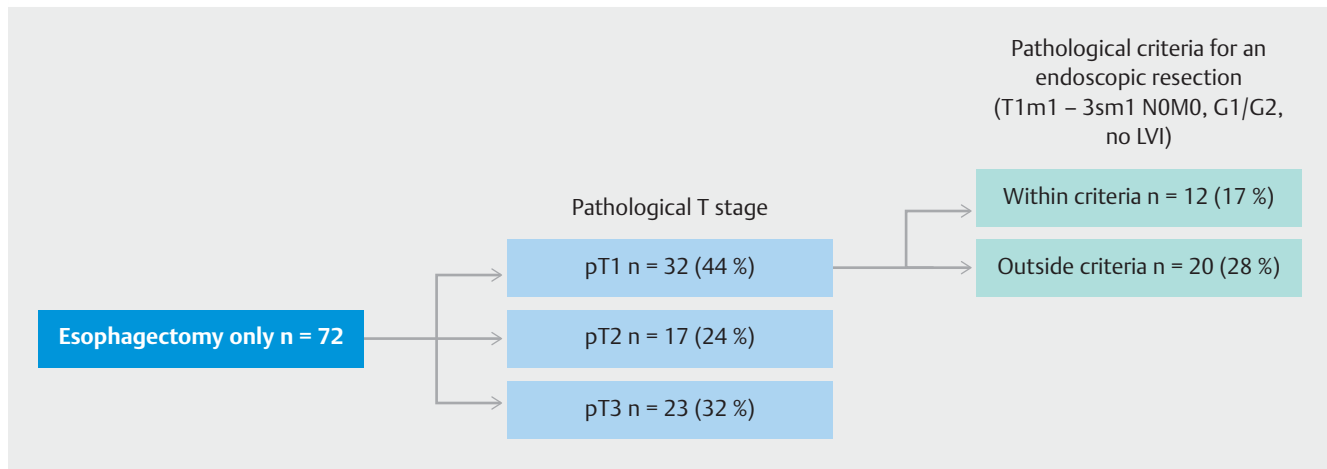 Pathological criteria for an
endoscopic resection
(T1m1 – 3sm1 N0M0, G1/G2,
no LVI)
Within criteria n = 12 (17 %)
Pathological T stage
pT1 n = 32 (44 %)
Outside criteria n = 20 (28 %)
Esophagectomy only n = 72
pT2 n = 17 (24 %)
pT3 n = 23 (32 %)